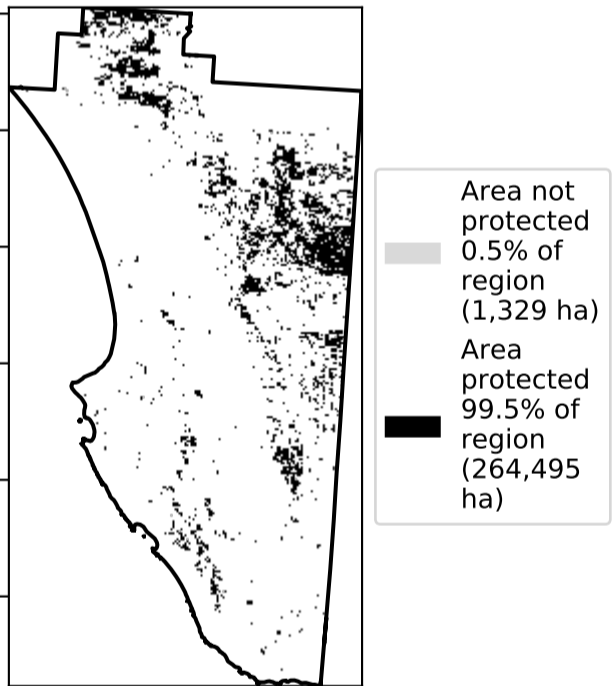 Area not
protected
0.5% of
region
(1,329 ha)
Area
protected
99.5% of
region
(264,495
ha)